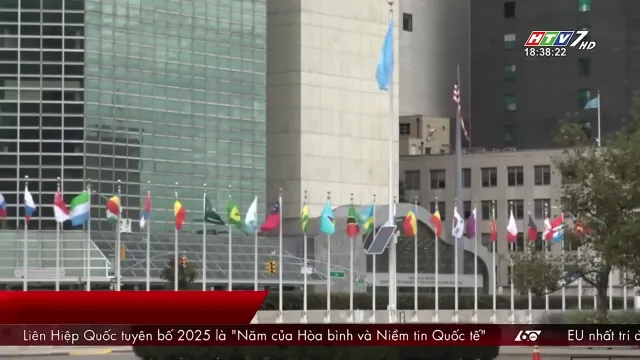 HTV7 HD
18:38:22
Liên Hiệp Quốc tuyên bố 2025 là "Năm của Hòa bình và Niềm tin Quốc tế"
60
EU nhất trí